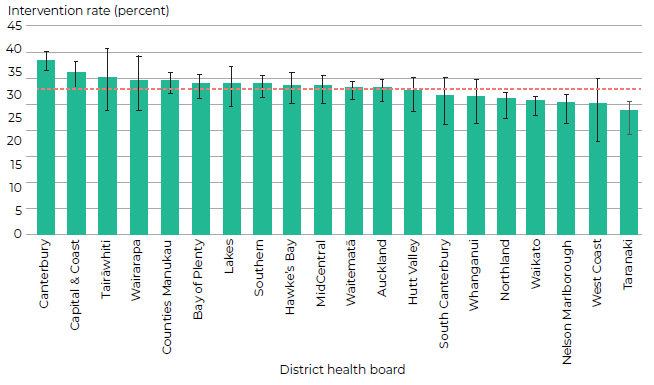 Intervention rate (percent)
45
40
35
30
25
20
15
10
5
0
Canterbury
Capital & Coast
Tairāwhiti
Wairarapa
Counties Manukau
Bay of Plenty
Lakes
Southern
Hawke's Bay
MidCentral
Waitematā
Auckland
Hutt Valley
South Canterbury
Whanganui
Northland
Waikato
Nelson Marlborough
West Coast
Taranaki
District health board